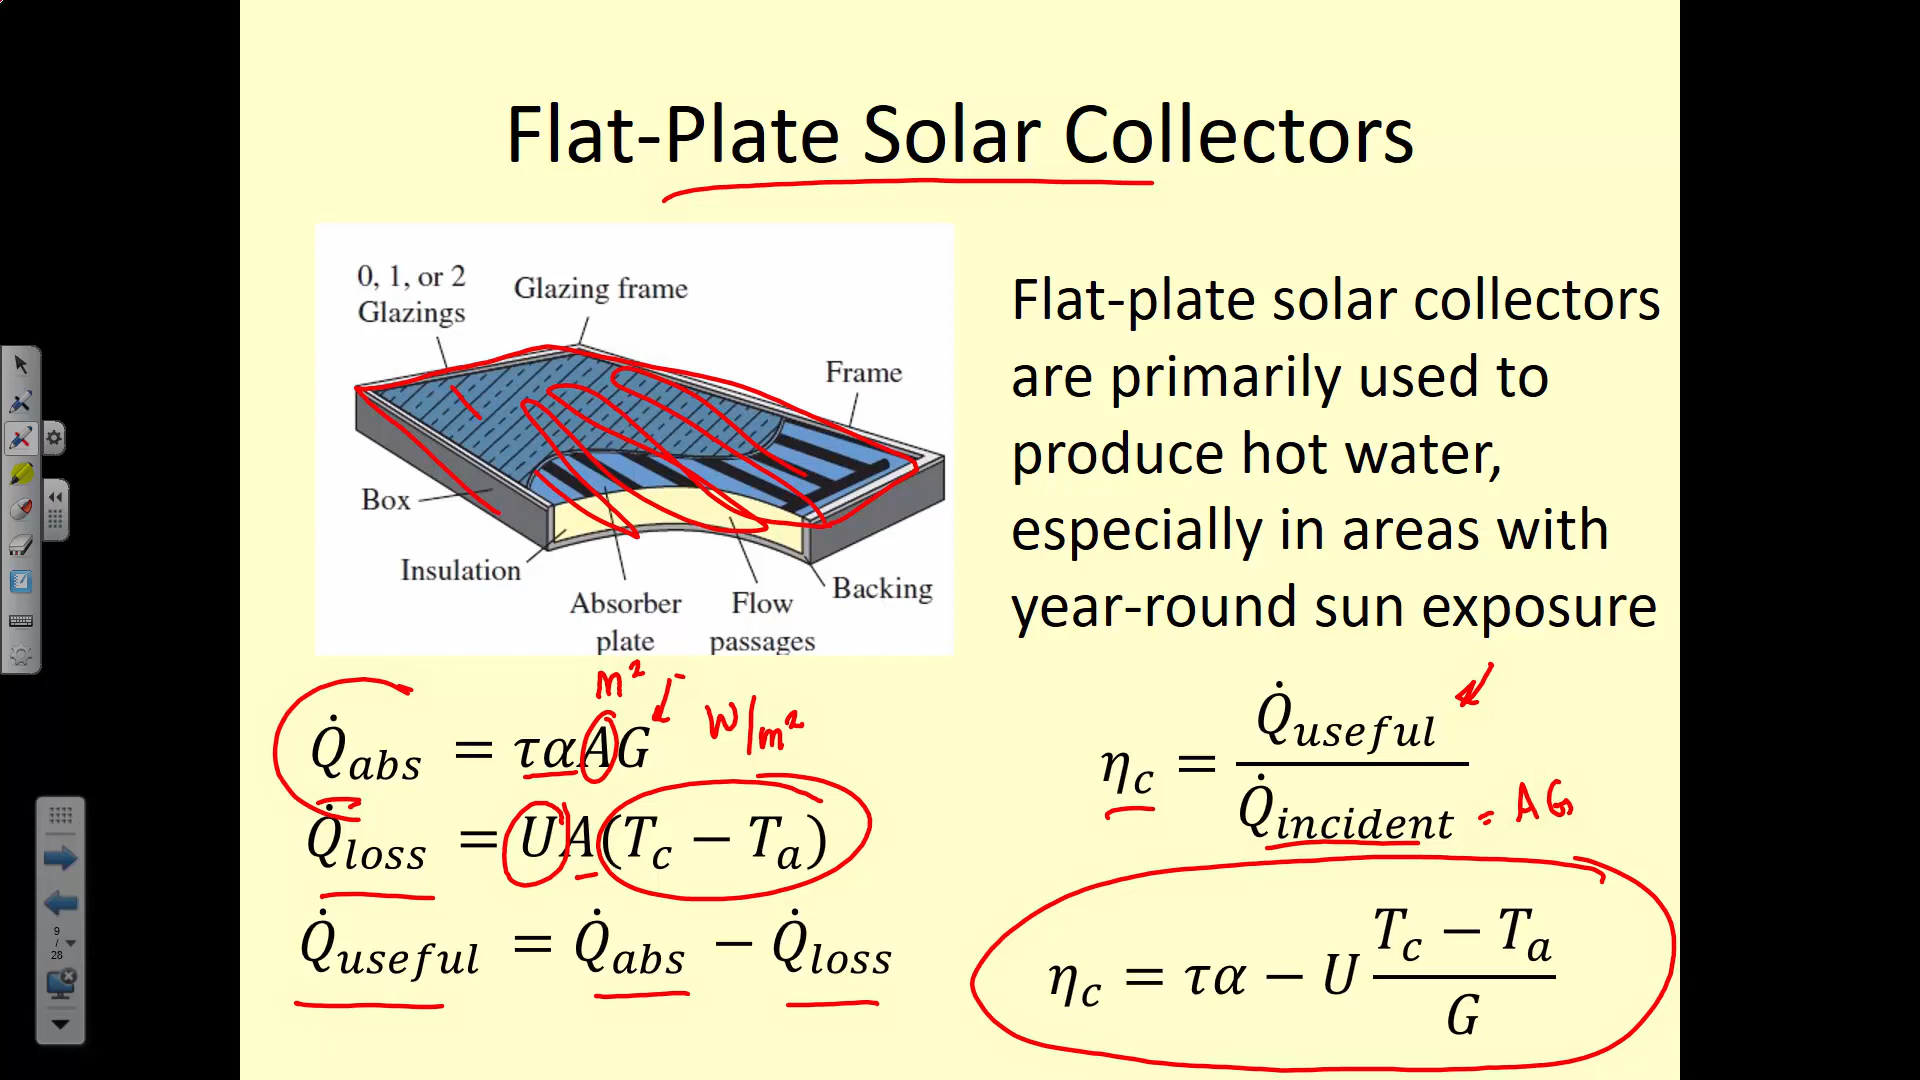 Flat-Plate Solar Collectors
0, 1, or 2
Glazings
Glazing frame
Frame
Box
Insulation
Absorber
plate
Flow
passages
Backing
Flat-plate solar collectors
are primarily used to
produce hot water,
especially in areas with
year-round sun exposure
m²
W/m²
Q̇abs = ταAG
Q̇loss = UA(Tc − Ta)
Q̇useful = Q̇abs − Q̇loss
ηc = Q̇useful / Q̇incident = AG
ηc = τα − U (Tc − Ta) / G
9
/
28